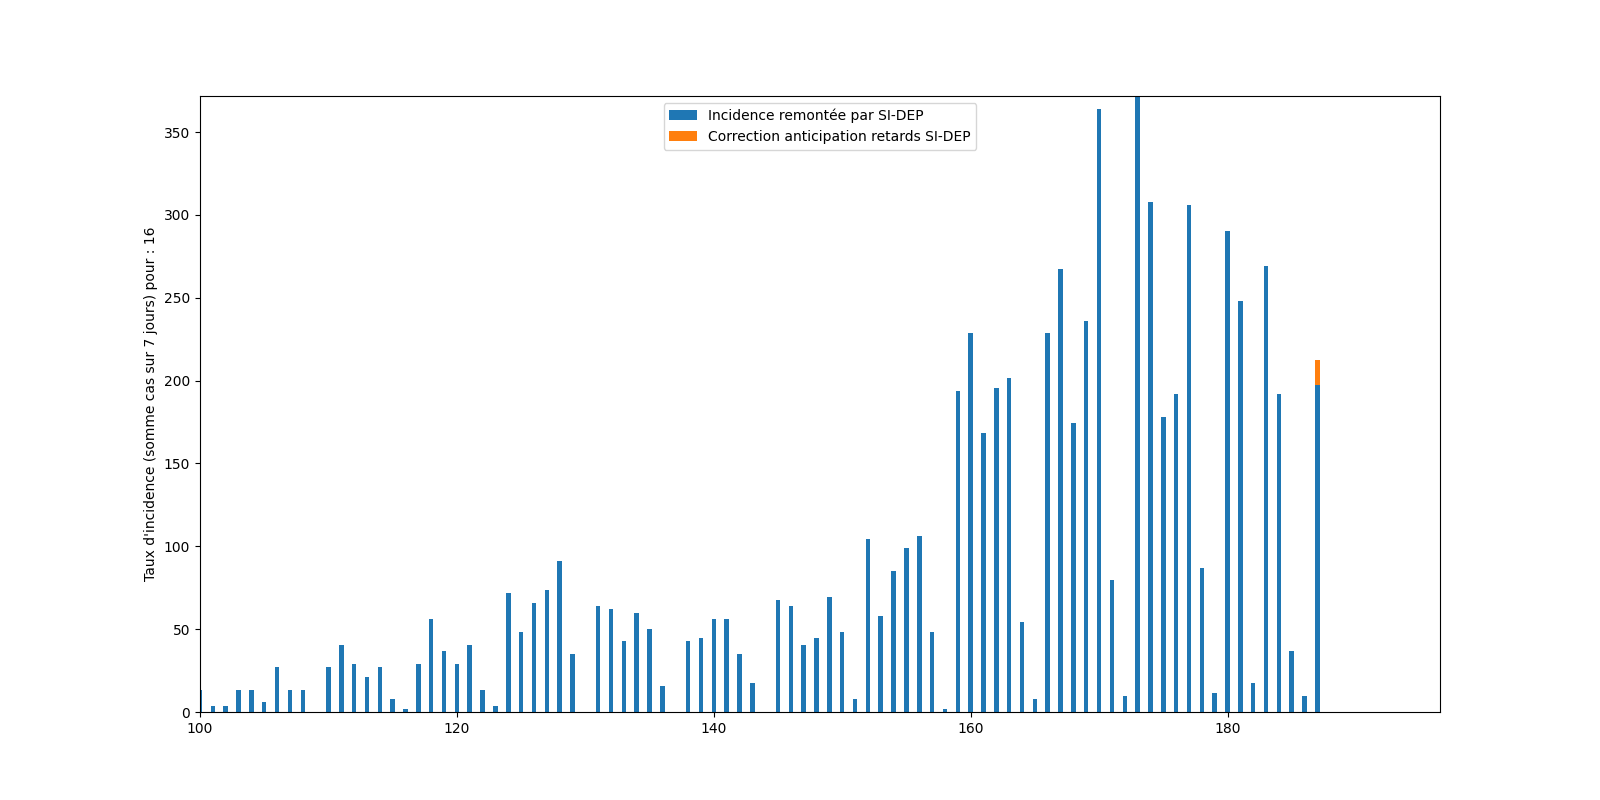 Incidence remontée par SI-DEP
Correction anticipation retards SI-DEP
Taux d'incidence (somme cas sur 7 jours) pour : 16
350
300
250
200
150
100
50
0
100 120 140 160 180